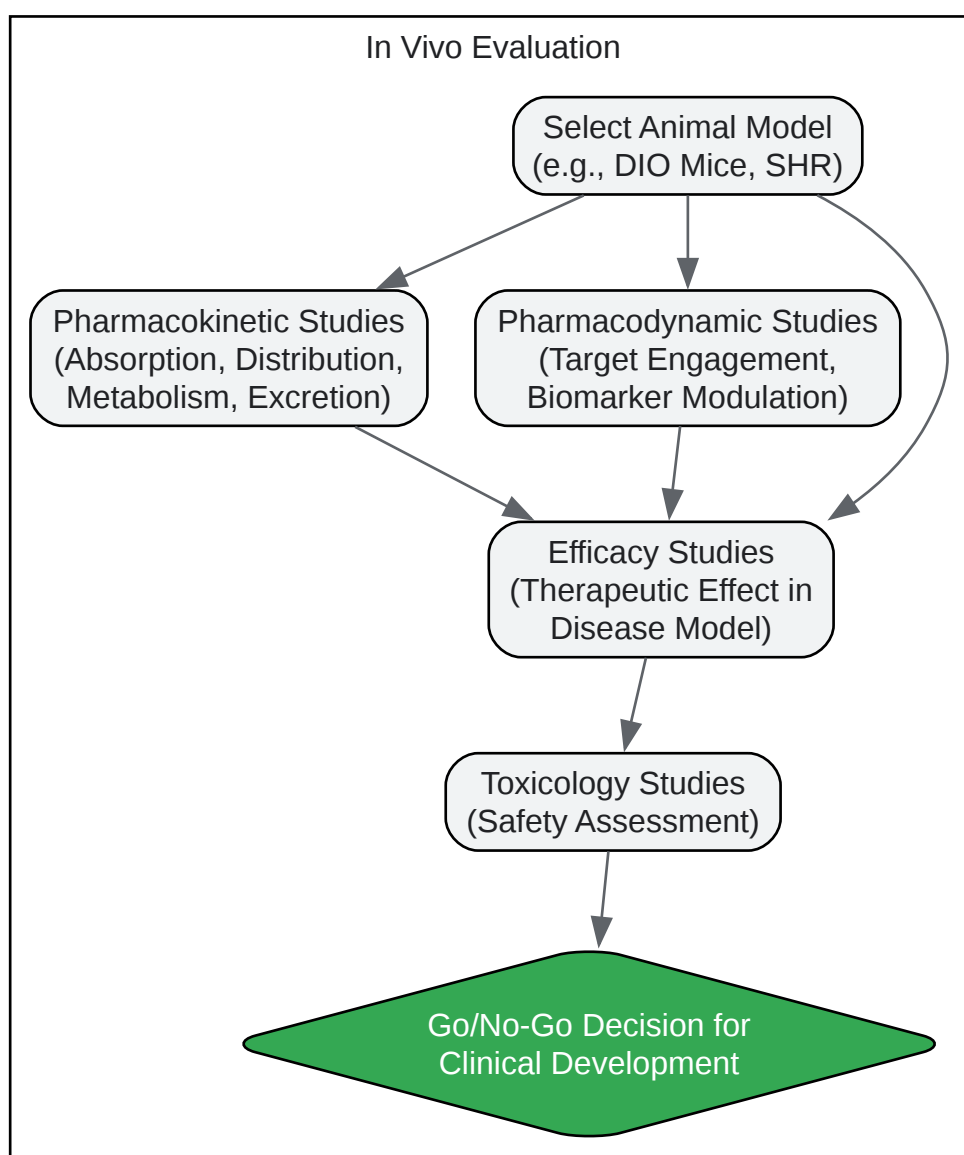 In Vivo Evaluation
Select Animal Model
(e.g., DIO Mice, SHR)
Pharmacokinetic Studies
(Absorption, Distribution,
Metabolism, Excretion)
Pharmacodynamic Studies
(Target Engagement,
Biomarker Modulation)
Efficacy Studies
(Therapeutic Effect in
Disease Model)
Toxicology Studies
(Safety Assessment)
Go/No-Go Decision for
Clinical Development